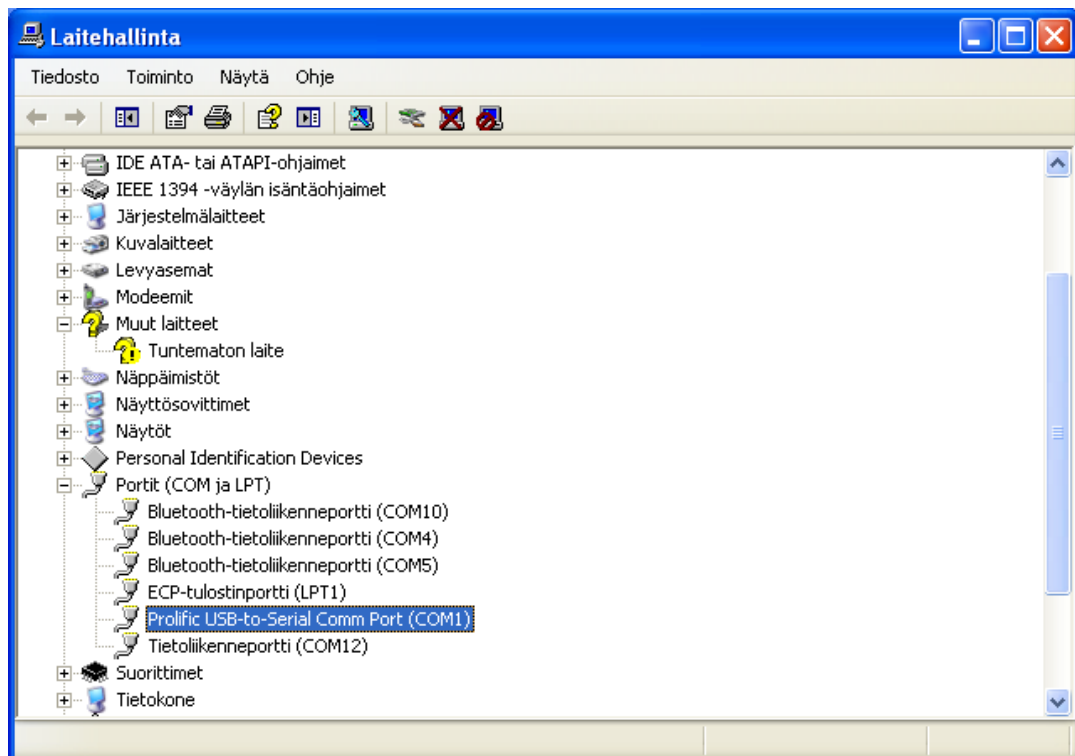 Laitehallinta
Tiedosto Toiminto Näytä Ohje
IDE ATA- tai ATAPI-ohjaimet
IEEE 1394 -väylän isäntäohjaimet
Järjestelmälaitteet
Kuvalaitteet
Levyasemat
Modeemit
Muut laitteet
Tuntematon laite
Näppäimistöt
Näyttösovittimet
Näytöt
Personal Identification Devices
Portit (COM ja LPT)
Bluetooth-tietoliikenneportti (COM10)
Bluetooth-tietoliikenneportti (COM4)
Bluetooth-tietoliikenneportti (COM5)
ECP-tulostinportti (LPT1)
Prolific USB-to-Serial Comm Port (COM1)
Tietoliikenneportti (COM12)
Suorittimet
Tietokone